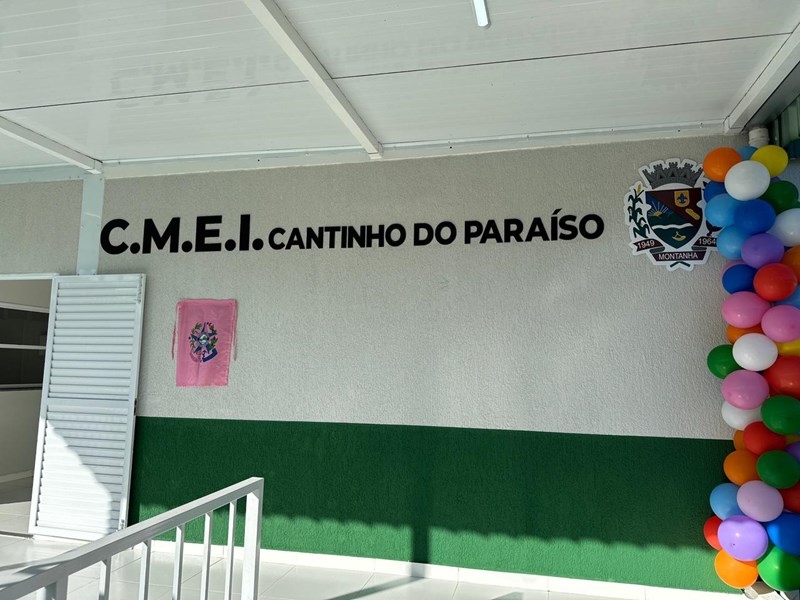 C.M.E.I. CANTINHO DO PARAÍSO
1949 1964
MONTANHA